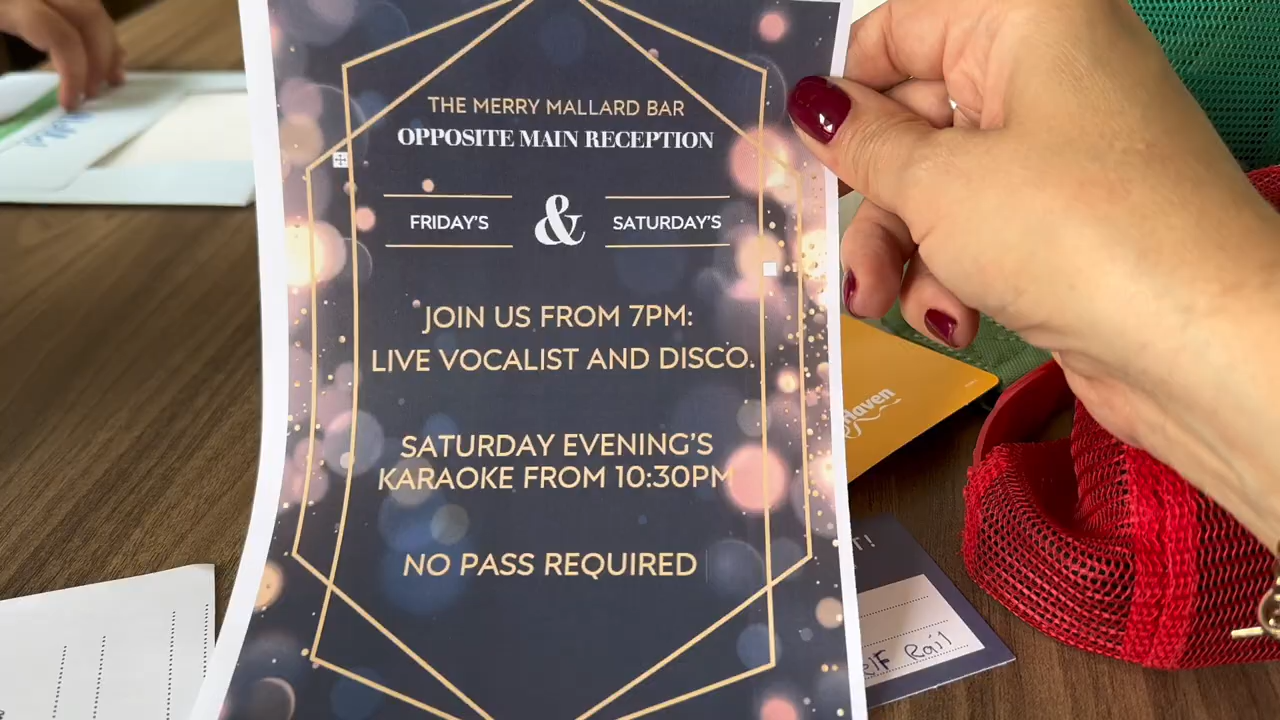 THE MERRY MALLARD BAR
OPPOSITE MAIN RECEPTION
FRIDAY'S & SATURDAY'S
JOIN US FROM 7PM:
LIVE VOCALIST AND DISCO.
SATURDAY EVENING'S
KARAOKE FROM 10:30PM
NO PASS REQUIRED
Haven
Rail